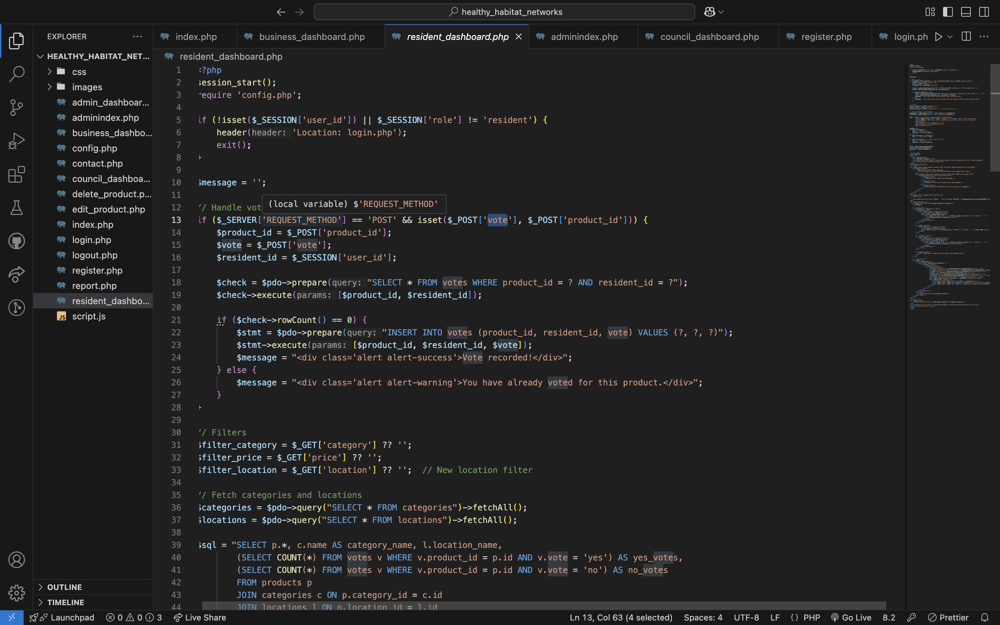 healthy_habitat_networks
EXPLORER
index.php
business_dashboard.php
resident_dashboard.php
adminindex.php
council_dashboard.php
register.php
login.ph
HEALTHY_HABITAT_NET...
css
images
admin_dashboar...
adminindex.php
business_dashbo...
config.php
contact.php
council_dashboa...
delete_product.p...
edit_product.php
index.php
login.php
logout.php
register.php
report.php
resident_dashbo...
JS script.js
OUTLINE
TIMELINE
resident_dashboard.php
1 <?php
2 session_start();
3 require 'config.php';
4
5 if (!isset($_SESSION['user_id']) || $_SESSION['role'] != 'resident') {
6 header(header: 'Location: login.php');
7 exit();
8 }
9
10 $message = '';
11
(local variable) $'REQUEST_METHOD'
12 // Handle vot
13 if ($_SERVER['REQUEST_METHOD'] == 'POST' && isset($_POST['vote'], $_POST['product_id'])) {
14 $product_id = $_POST['product_id'];
15 $vote = $_POST['vote'];
16 $resident_id = $_SESSION['user_id'];
17
18 $check = $pdo->prepare(query: "SELECT * FROM votes WHERE product_id = ? AND resident_id = ?");
19 $check->execute(params: [$product_id, $resident_id]);
20
21 if ($check->rowCount() == 0) {
22 $stmt = $pdo->prepare(query: "INSERT INTO votes (product_id, resident_id, vote) VALUES (?, ?, ?)");
23 $stmt->execute(params: [$product_id, $resident_id, $vote]);
24 $message = "<div class='alert alert-success'>Vote recorded!</div>";
25 } else {
26 $message = "<div class='alert alert-warning'>You have already voted for this product.</div>";
27 }
28 }
29
30 // Filters
31 $filter_category = $_GET['category'] ?? '';
32 $filter_price = $_GET['price'] ?? '';
33 $filter_location = $_GET['location'] ?? ''; // New location filter
34
35 // Fetch categories and locations
36 $categories = $pdo->query("SELECT * FROM categories")->fetchAll();
37 $locations = $pdo->query("SELECT * FROM locations")->fetchAll();
38
39 $sql = "SELECT p.*, c.name AS category_name, l.location_name,
40 (SELECT COUNT(*) FROM votes v WHERE v.product_id = p.id AND v.vote = 'yes') AS yes_votes,
41 (SELECT COUNT(*) FROM votes v WHERE v.product_id = p.id AND v.vote = 'no') AS no_votes
42 FROM products p
43 JOIN categories c ON p.category_id = c.id
44 JOIN locations l ON p.location_id = l.id
Launchpad 0 0 3 Live Share
Ln 13, Col 63 (4 selected) Spaces: 4 UTF-8 LF {} PHP Go Live 8.2 Prettier